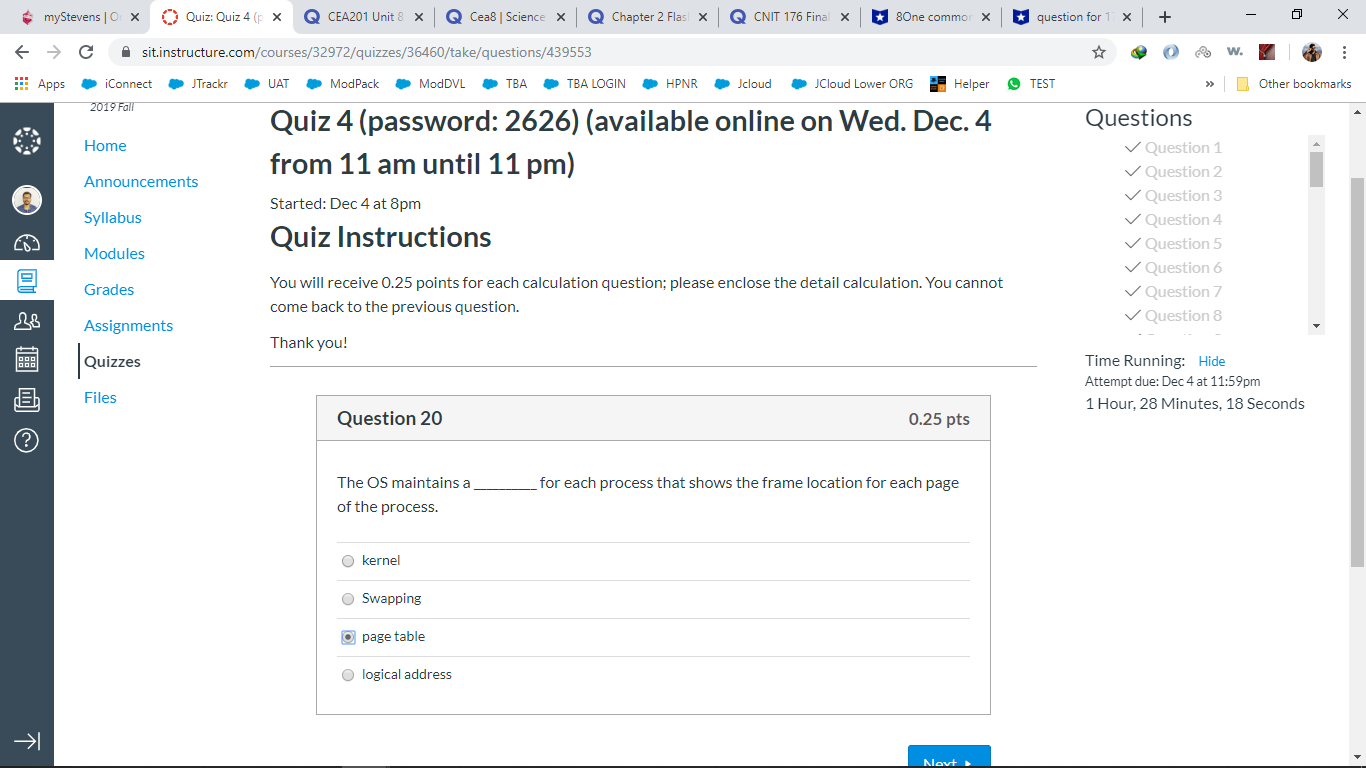 myStevens | O
Quiz: Quiz 4 (p
CEA201 Unit 8
Cea8 | Science
Chapter 2 Flas
CNIT 176 Final
8One common
question for 1
sit.instructure.com/courses/32972/quizzes/36460/take/questions/439553
w.
Apps iConnect JTrackr UAT ModPack ModDVL TBA TBA LOGIN HPNR Jcloud JCloud Lower ORG Helper TEST » Other bookmarks
2019 Fall
Home
Announcements
Syllabus
Modules
Grades
Assignments
Quizzes
Files
Quiz 4 (password: 2626) (available online on Wed. Dec. 4
from 11 am until 11 pm)
Started: Dec 4 at 8pm
Quiz Instructions
You will receive 0.25 points for each calculation question; please enclose the detail calculation. You cannot
come back to the previous question.
Thank you!
Question 20 0.25 pts
The OS maintains a __________ for each process that shows the frame location for each page
of the process.
kernel
Swapping
page table
logical address
Next
Questions
Question 1
Question 2
Question 3
Question 4
Question 5
Question 6
Question 7
Question 8
Time Running: Hide
Attempt due: Dec 4 at 11:59pm
1 Hour, 28 Minutes, 18 Seconds